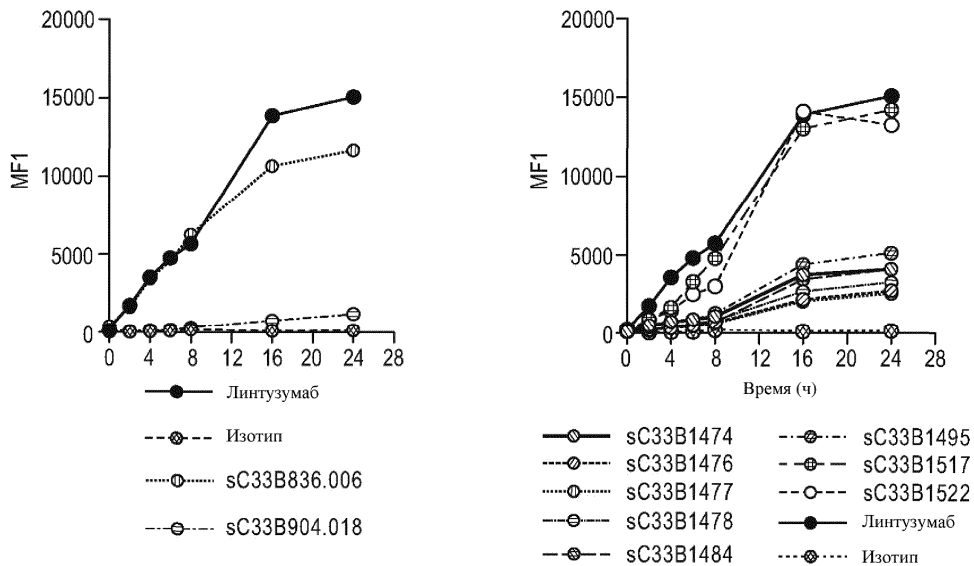 20000
15000
10000
5000
0
MF1
0 4 8 12 16 20 24 28
Линтузумаб
Изотип
sC33B836.006
sC33B904.018
20000
15000
10000
5000
0
MF1
0 4 8 12 16 20 24 28
Время (ч)
sC33B1474
sC33B1476
sC33B1477
sC33B1478
sC33B1484
sC33B1495
sC33B1517
sC33B1522
Линтузумаб
Изотип